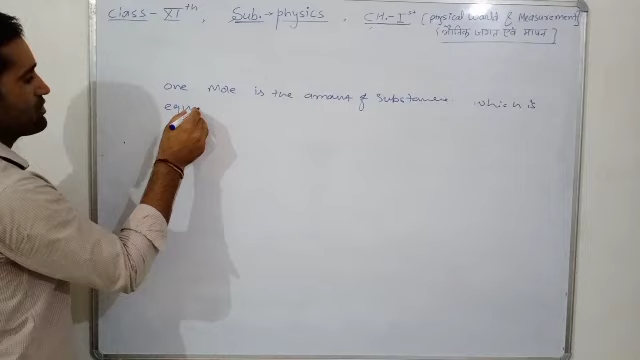 Class - XI th, Sub. → physics. CH. - I st [physical world & Measurement]
[भौतिक जगत एवं मापन]
One Mole is the amount of substance which is
equa